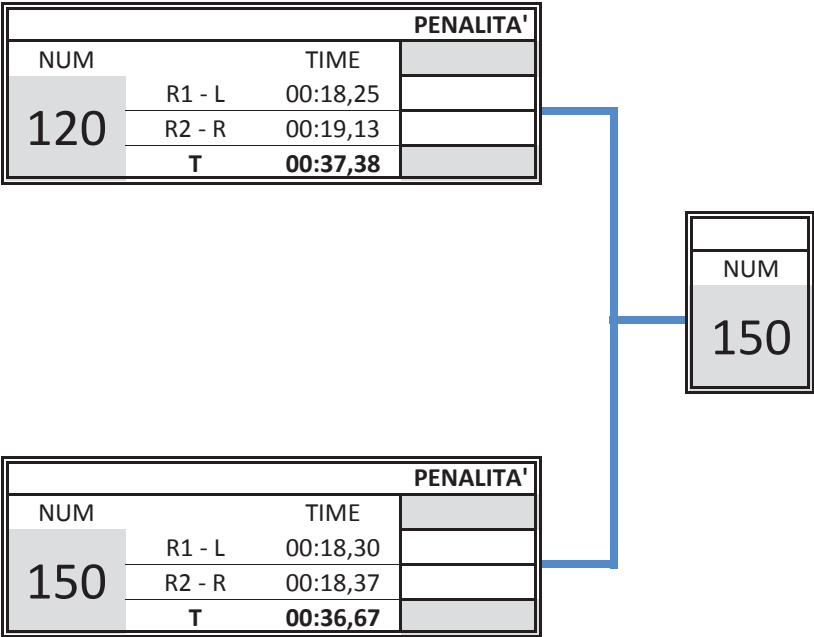 PENALITA'
NUM TIME
120
R1 - L 00:18,25
R2 - R 00:19,13
T 00:37,38
NUM
150
PENALITA'
NUM TIME
150
R1 - L 00:18,30
R2 - R 00:18,37
T 00:36,67